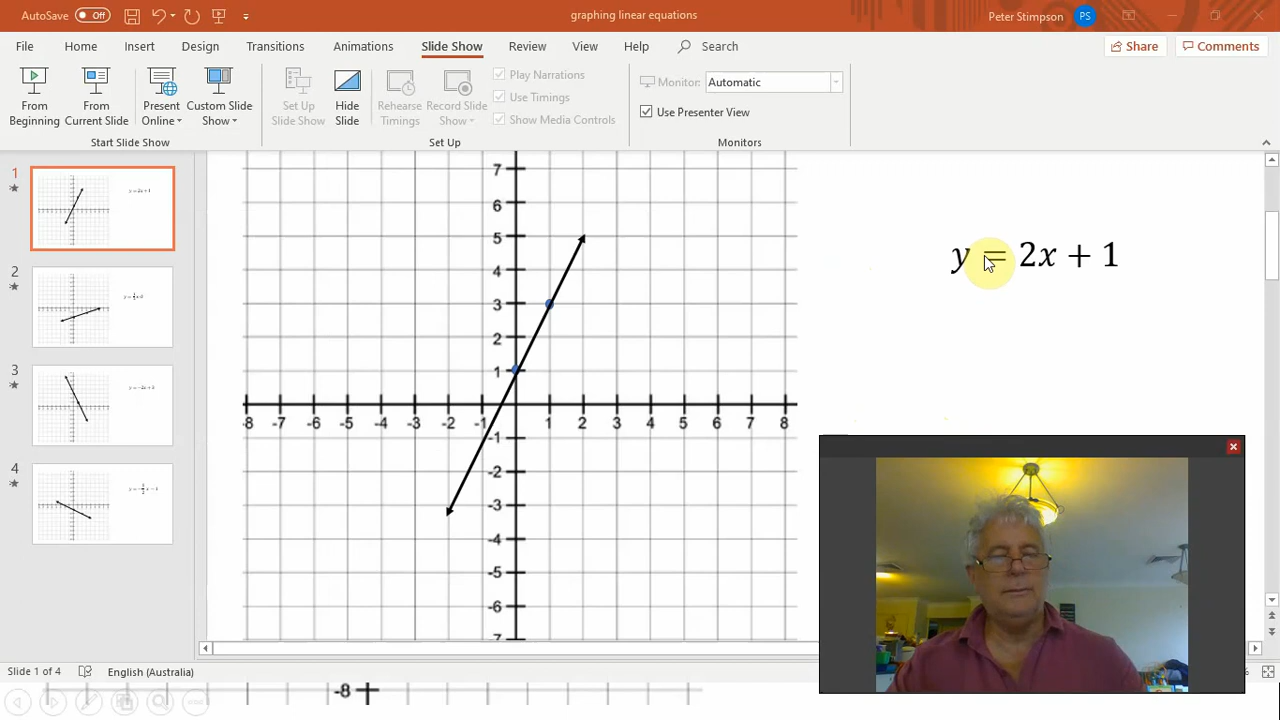 AutoSave Off
graphing linear equations
Peter Stimpson PS
File Home Insert Design Transitions Animations Slide Show Review View Help Search
Share Comments
From Beginning
From Current Slide
Present Online
Custom Slide Show
Set Up Slide Show
Hide Slide
Rehearse Timings
Record Slide Show
Play Narrations
Use Timings
Show Media Controls
Monitor: Automatic
Use Presenter View
Start Slide Show
Set Up
Monitors
1
2
3
4
7
6
5
4
3
2
1
-8 -7 -6 -5 -4 -3 -2 -1 1 2 3 4 5 6 7 8
-1
-2
-3
-4
-5
-6
7
y = 2x + 1
y = 2x + 1
Slide 1 of 4
English (Australia)
-8